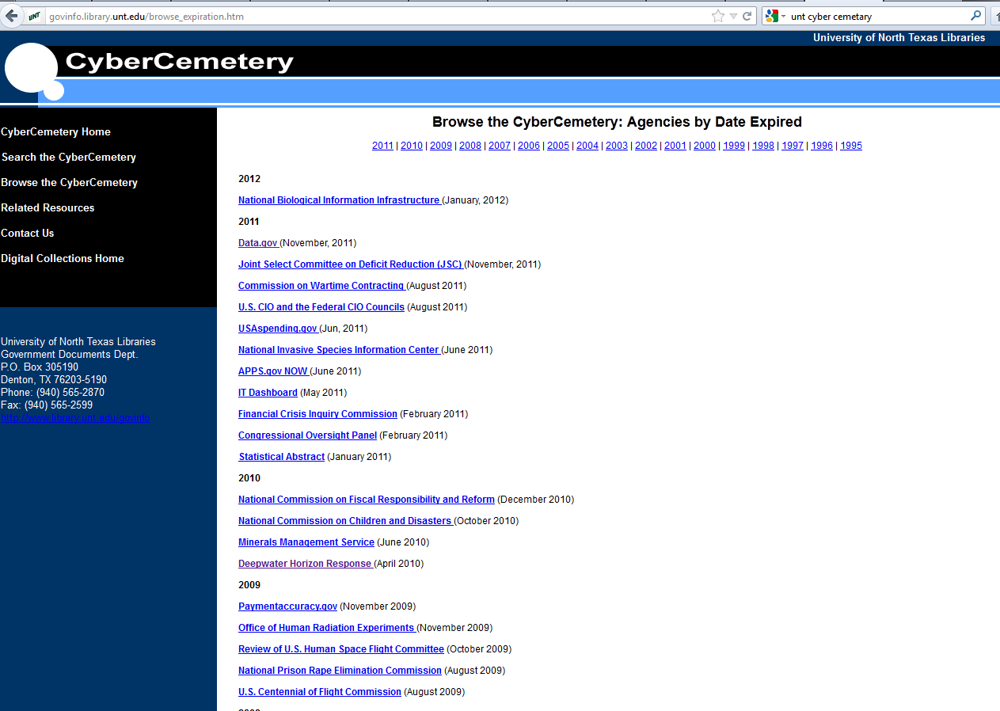 UNT govinfo.library.unt.edu/browse_expiration.htm
unt cyber cemetary
University of North Texas Libraries
CyberCemetery
CyberCemetery Home
Search the CyberCemetery
Browse the CyberCemetery
Related Resources
Contact Us
Digital Collections Home
University of North Texas Libraries
Government Documents Dept.
P.O. Box 305190
Denton, TX 76203-5190
Phone: (940) 565-2870
Fax: (940) 565-2599
http://www.library.unt.edu/govinfo
Browse the CyberCemetery: Agencies by Date Expired
2011 | 2010 | 2009 | 2008 | 2007 | 2006 | 2005 | 2004 | 2003 | 2002 | 2001 | 2000 | 1999 | 1998 | 1997 | 1996 | 1995
2012
National Biological Information Infrastructure (January, 2012)
2011
Data.gov (November, 2011)
Joint Select Committee on Deficit Reduction (JSC) (November, 2011)
Commission on Wartime Contracting (August 2011)
U.S. CIO and the Federal CIO Councils (August 2011)
USAspending.gov (Jun, 2011)
National Invasive Species Information Center (June 2011)
APPS.gov NOW (June 2011)
IT Dashboard (May 2011)
Financial Crisis Inquiry Commission (February 2011)
Congressional Oversight Panel (February 2011)
Statistical Abstract (January 2011)
2010
National Commission on Fiscal Responsibility and Reform (December 2010)
National Commission on Children and Disasters (October 2010)
Minerals Management Service (June 2010)
Deepwater Horizon Response (April 2010)
2009
Paymentaccuracy.gov (November 2009)
Office of Human Radiation Experiments (November 2009)
Review of U.S. Human Space Flight Committee (October 2009)
National Prison Rape Elimination Commission (August 2009)
U.S. Centennial of Flight Commission (August 2009)